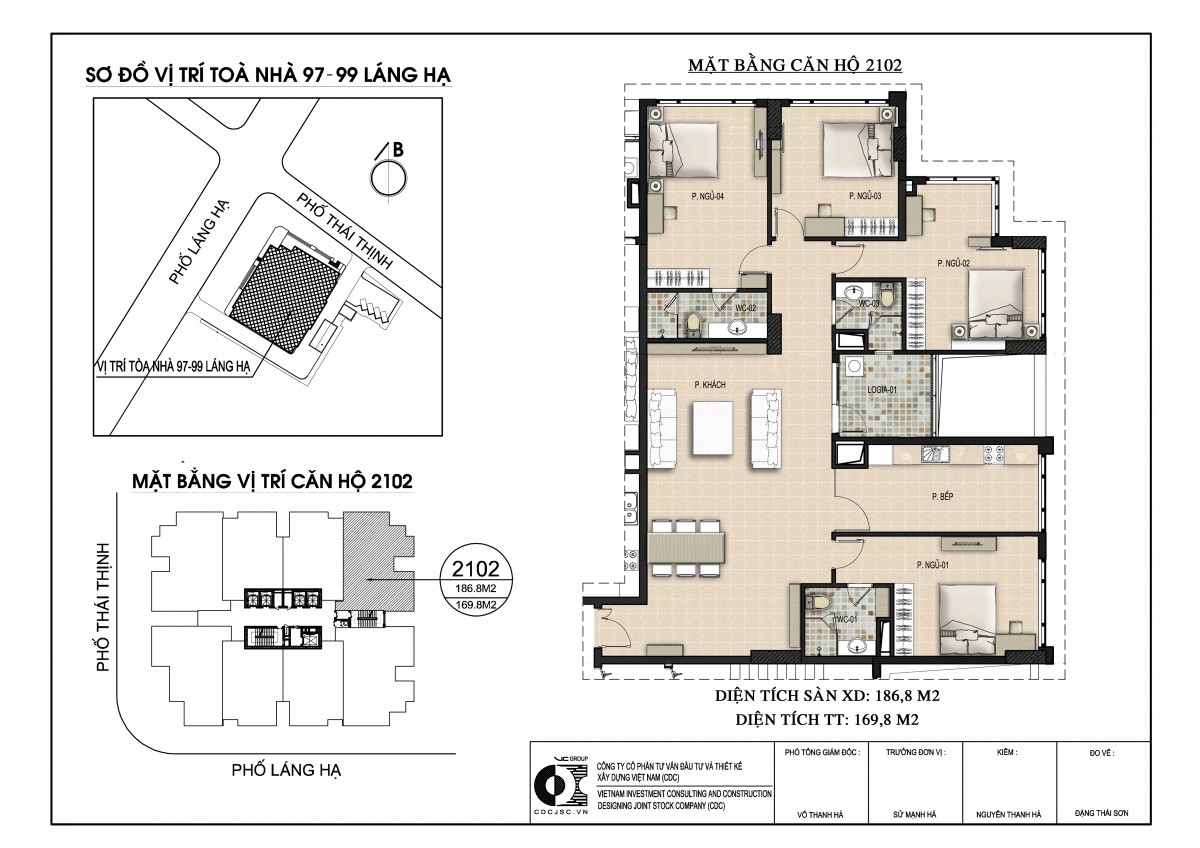 SƠ ĐỒ VỊ TRÍ TOÀ NHÀ 97-99 LÁNG HẠ
B
PHỐ THÁI THỊNH
PHỐ LÁNG HẠ
VỊ TRÍ TÒA NHÀ 97-99 LÁNG HẠ
MẶT BẰNG VỊ TRÍ CĂN HỘ 2102
PHỐ THÁI THỊNH
2102
186.8M2
169.8M2
PHỐ LÁNG HẠ
MẶT BẰNG CĂN HỘ 2102
P. NGỦ-04
P. NGỦ-03
P. NGỦ-02
WC-02
WC-03
P. KHÁCH
LOGIA-01
P. BẾP
P. NGỦ-01
WC-01
DIỆN TÍCH SÀN XD: 186,8 M2
DIỆN TÍCH TT: 169,8 M2
VC GROUP
CDCJSC.VN
CÔNG TY CỔ PHẦN TƯ VẤN ĐẦU TƯ VÀ THIẾT KẾ
XÂY DỰNG VIỆT NAM (CDC)
VIETNAM INVESTMENT CONSULTING AND CONSTRUCTION
DESIGNING JOINT STOCK COMPANY (CDC)
PHÓ TỔNG GIÁM ĐỐC :
VÕ THANH HÀ
TRƯỞNG ĐƠN VỊ :
SỬ MẠNH HÀ
KIỂM :
NGUYỄN THANH HÀ
ĐO VẼ :
ĐẶNG THÁI SƠN